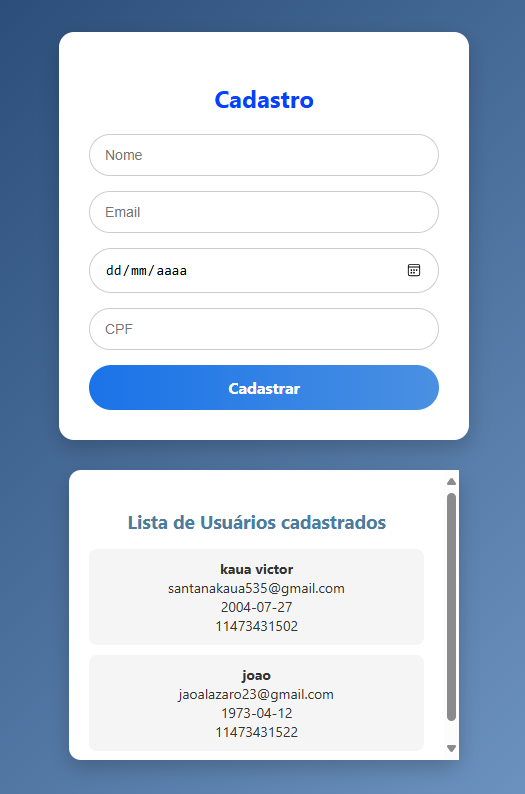 Cadastro
Nome
Email
dd/mm/aaaa
CPF
Cadastrar
Lista de Usuários cadastrados
kaua victor
santanakaua535@gmail.com
2004-07-27
11473431502
joao
jaoalazaro23@gmail.com
1973-04-12
11473431522